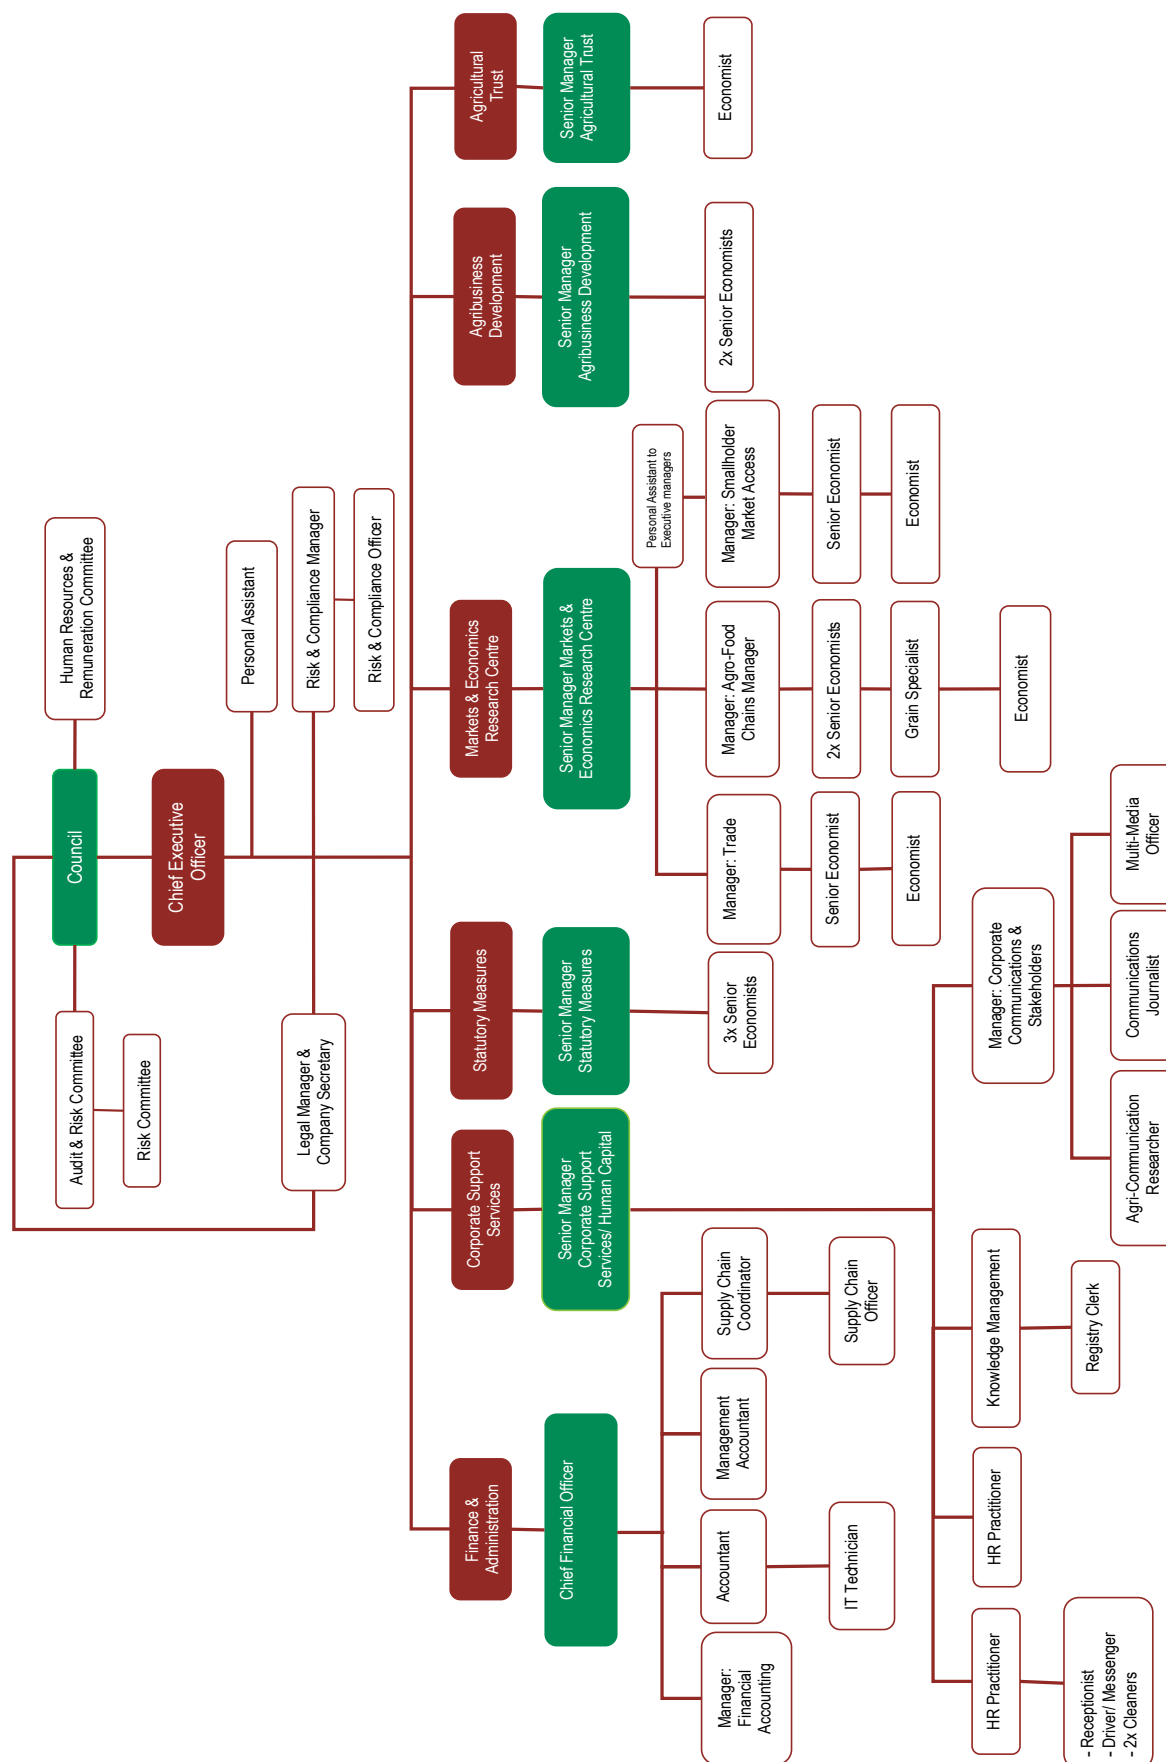 Council
Human Resources &
Remuneration Committee
Audit & Risk Committee
Risk Committee
Chief Executive
Officer
Personal Assistant
Legal Manager &
Company Secretary
Risk & Compliance Manager
Risk & Compliance Officer
Finance &
Administration
Corporate Support
Services
Statutory Measures
Markets & Economics
Research Centre
Agribusiness
Development
Agricultural
Trust
Chief Financial Officer
Senior Manager
Corporate Support
Services/ Human Capital
Senior Manager
Statutory Measures
Senior Manager Markets &
Economics Research Centre
Senior Manager
Agribusiness Development
Senior Manager
Agricultural Trust
Personal Assistant to
Executive managers
Manager:
Financial
Accounting
Accountant
Management
Accountant
Supply Chain
Coordinator
3x Senior
Economists
Manager: Trade
Manager: Agro-Food
Chains Manager
Manager: Smallholder
Market Access
2x Senior Economists
Economist
IT Technician
Supply Chain
Officer
Senior Economist
2x Senior Economists
Senior Economist
Economist
Grain Specialist
Economist
Economist
HR Practitioner
HR Practitioner
Knowledge Management
Manager: Corporate
Communications &
Stakeholders
- Receptionist
- Driver/ Messenger
- 2x Cleaners
Registry Clerk
Agri-Communication
Researcher
Communications
Journalist
Multi-Media
Officer